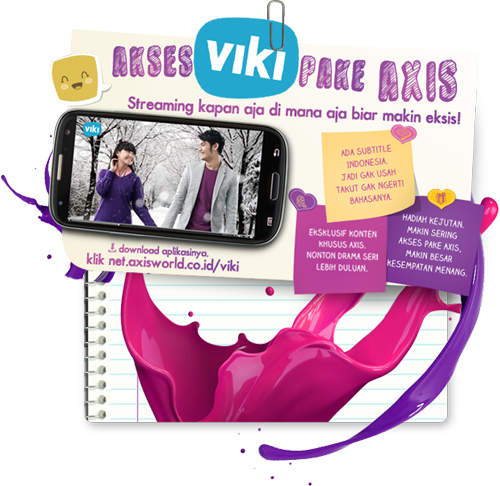 AKSES viki PAKE AXIS
Streaming kapan aja di mana aja biar makin eksis!
viki
ADA SUBTITLE
INDONESIA.
JADI GAK USAH
TAKUT GAK NGERTI
BAHASANYA.
EKSKLUSIF KONTEN
KHUSUS AXIS.
NONTON DRAMA SERI
LEBIH DULUAN.
HADIAH KEJUTAN.
MAKIN SERING
AKSES PAKE AXIS,
MAKIN BESAR
KESEMPATAN MENANG.
download aplikasinya.
klik net.axisworld.co.id/viki